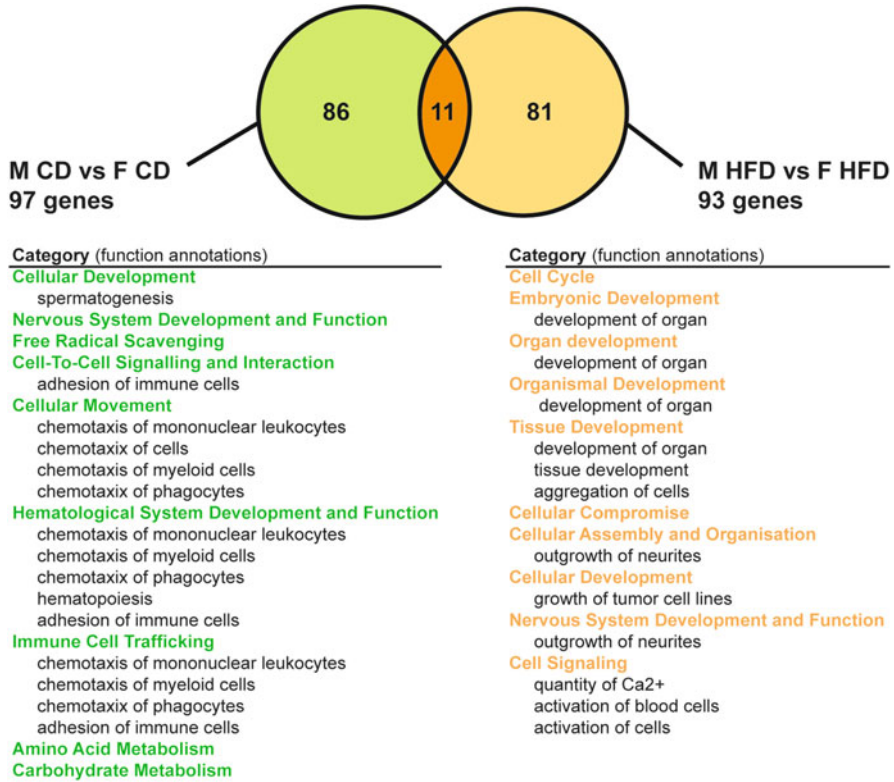 86
11
81
M CD vs F CD
97 genes
M HFD vs F HFD
93 genes
Category (function annotations)
Cellular Development
spermatogenesis
Nervous System Development and Function
Free Radical Scavenging
Cell-To-Cell Signalling and Interaction
adhesion of immune cells
Cellular Movement
chemotaxis of mononuclear leukocytes
chemotaxix of cells
chemotaxis of myeloid cells
chemotaxix of phagocytes
Hematological System Development and Function
chemotaxis of mononuclear leukocytes
chemotaxis of myeloid cells
chemotaxix of phagocytes
hematopoiesis
adhesion of immune cells
Immune Cell Trafficking
chemotaxis of mononuclear leukocytes
chemotaxis of myeloid cells
chemotaxix of phagocytes
adhesion of immune cells
Amino Acid Metabolism
Carbohydrate Metabolism
Category (function annotations)
Cell Cycle
Embryonic Development
development of organ
Organ development
development of organ
Organismal Development
development of organ
Tissue Development
development of organ
tissue development
aggregation of cells
Cellular Compromise
Cellular Assembly and Organisation
outgrowth of neurites
Cellular Development
growth of tumor cell lines
Nervous System Development and Function
outgrowth of neurites
Cell Signaling
quantity of Ca2+
activation of blood cells
activation of cells